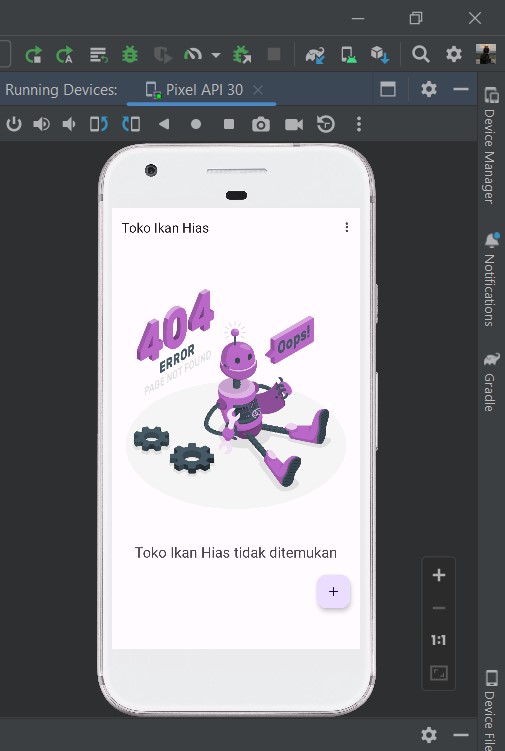 Running Devices:
Pixel API 30
Device Manager
Notifications
Gradle
Toko Ikan Hias
404
ERROR
PAGE NOT FOUND
Oops!
Toko Ikan Hias tidak ditemukan
+
+
1:1
Device File